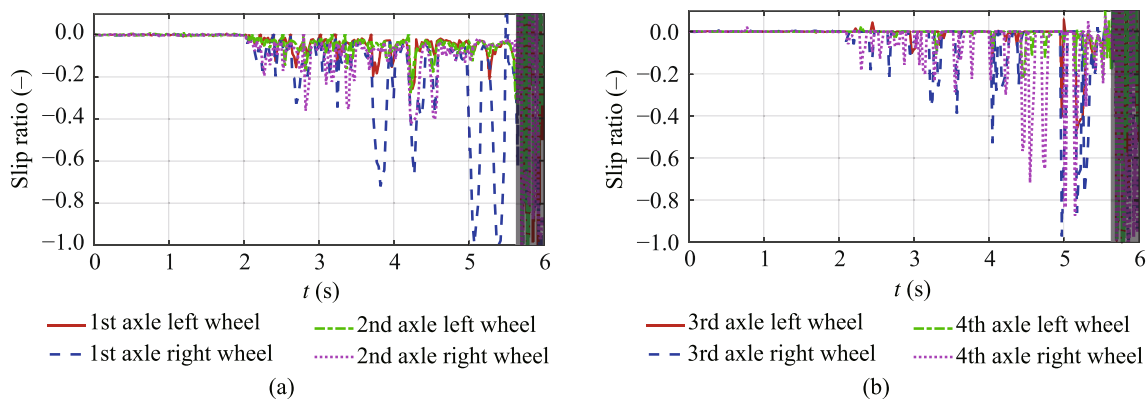 0.0
−0.2
−0.4
−0.6
−0.8
−1.0
Slip ratio (−)
0 1 2 3 4 5 6
t (s)
1st axle left wheel
2nd axle left wheel
1st axle right wheel
2nd axle right wheel
(a)
0.0
−0.2
−0.4
−0.6
−0.8
−1.0
Slip ratio (−)
0 1 2 3 4 5 6
t (s)
3rd axle left wheel
4th axle left wheel
3rd axle right wheel
4th axle right wheel
(b)